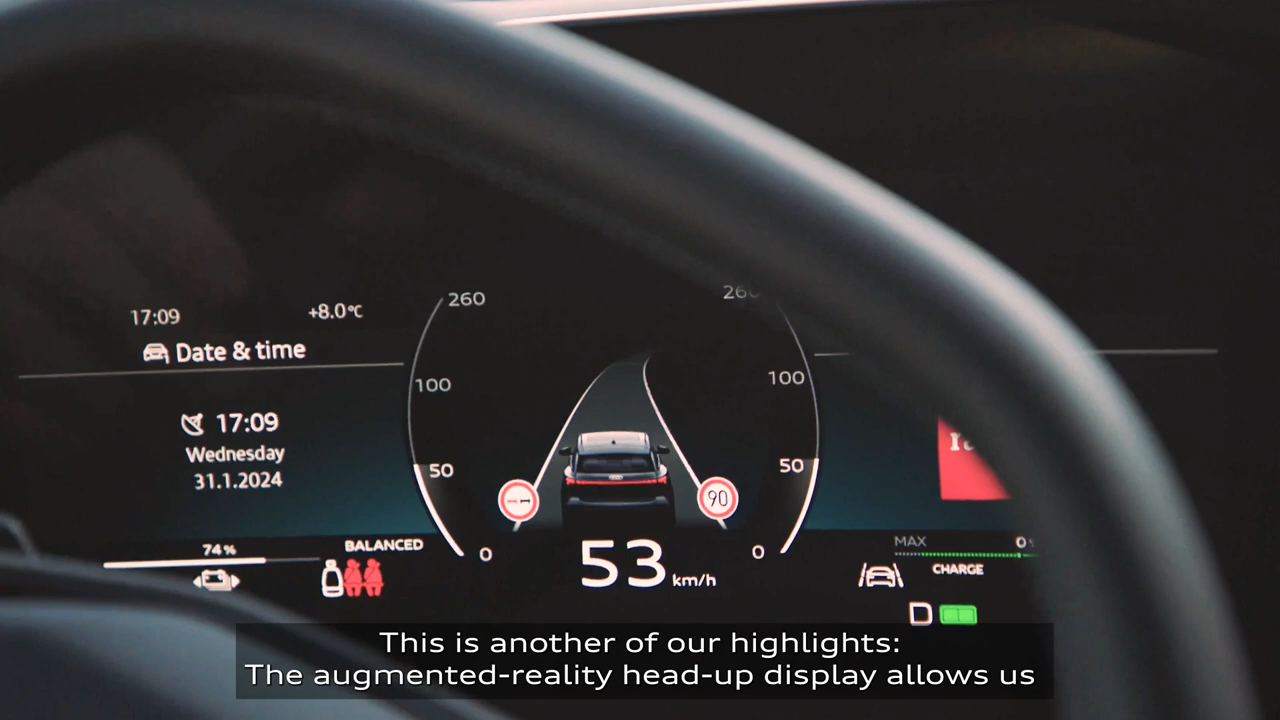 17:09 +8.0°C
Date & time
17:09
Wednesday
31.1.2024
74%
BALANCED
260
100
50
0
90
53 km/h
260
100
50
0
MAX
0
CHARGE
D
This is another of our highlights:
The augmented-reality head-up display allows us